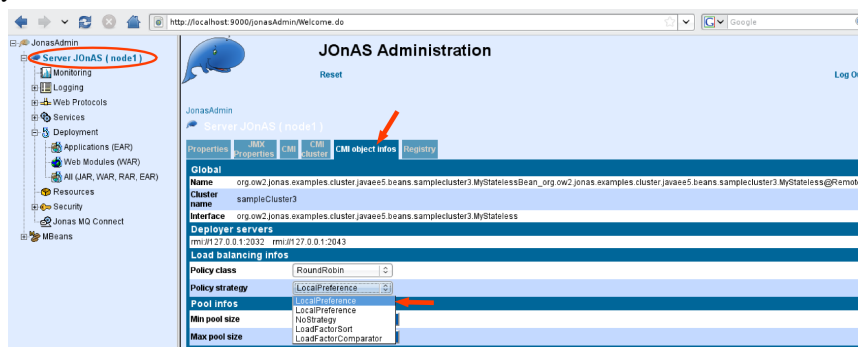 http://localhost:9000/jonasAdmin/Welcome.do
Google
JonasAdmin
Server JOnAS ( node1 )
Monitoring
Logging
Web Protocols
Services
Deployment
Applications (EAR)
Web Modules (WAR)
All (JAR, WAR, RAR, EAR)
Resources
Security
Jonas MQ Connect
MBeans
JOnAS Administration
Reset
Log O
JonasAdmin
Server JOnAS ( node1 )
Properties JMX Properties CMI CMI cluster CMI object infos Registry
Global
Name org.ow2.jonas.examples.cluster.javaee5.beans.samplecluster3.MyStatelessBean_org.ow2.jonas.examples.cluster.javaee5.beans.samplecluster3.MyStateless@Remot
Cluster name sampleCluster3
Interface org.ow2.jonas.examples.cluster.javaee5.beans.samplecluster3.MyStateless
Deployer servers
rmi://127.0.0.1:2032 rmi://127.0.0.1:2043
Load balancing infos
Policy class RoundRobin
Policy strategy LocalPreference
LocalPreference
LocalPreference
NoStrategy
LoadFactorSort
LoadFactorComparator
Pool infos
Min pool size
Max pool size